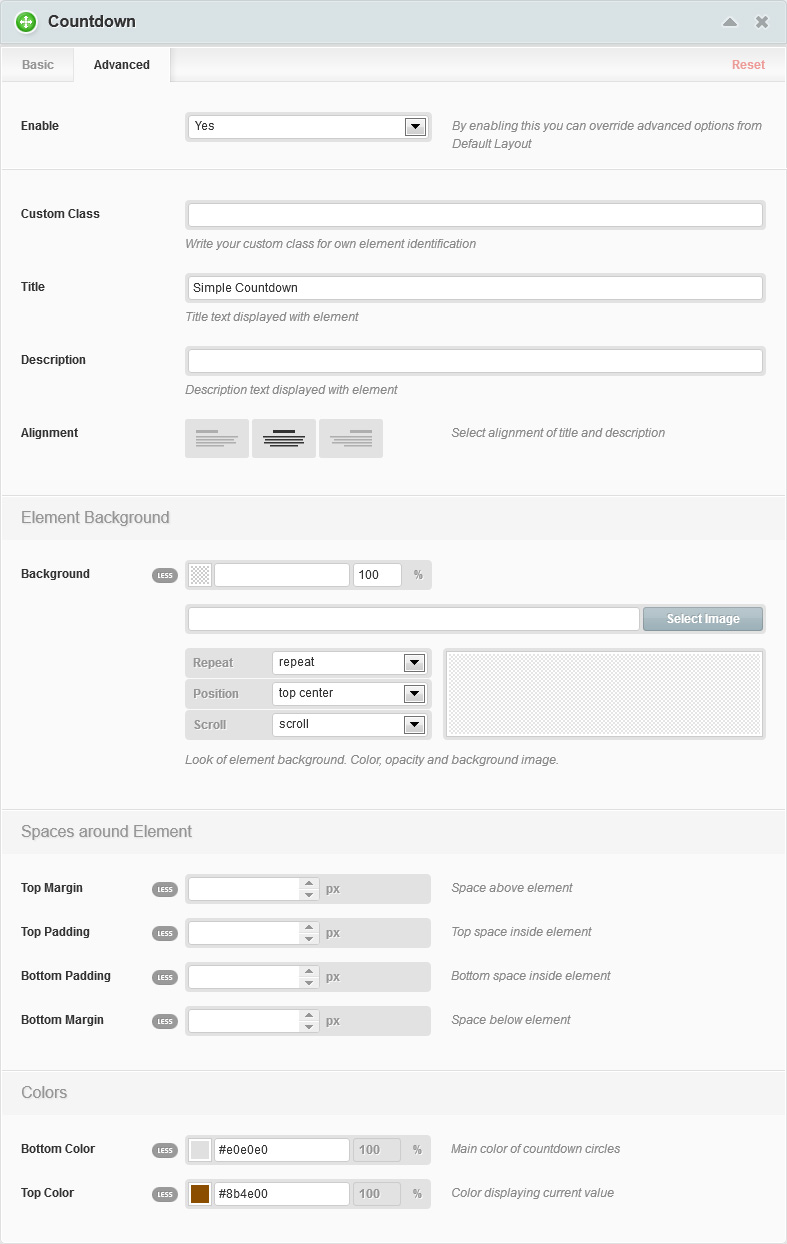 Countdown
Basic Advanced Reset
Enable Yes By enabling this you can override advanced options from
Default Layout
Custom Class
Write your custom class for own element identification
Title Simple Countdown
Title text displayed with element
Description
Description text displayed with element
Alignment Select alignment of title and description
Element Background
Background LESS 100 %
Select Image
Repeat repeat
Position top center
Scroll scroll
Look of element background. Color, opacity and background image.
Spaces around Element
Top Margin LESS px Space above element
Top Padding LESS px Top space inside element
Bottom Padding LESS px Bottom space inside element
Bottom Margin LESS px Space below element
Colors
Bottom Color LESS #e0e0e0 100 % Main color of countdown circles
Top Color LESS #8b4e00 100 % Color displaying current value